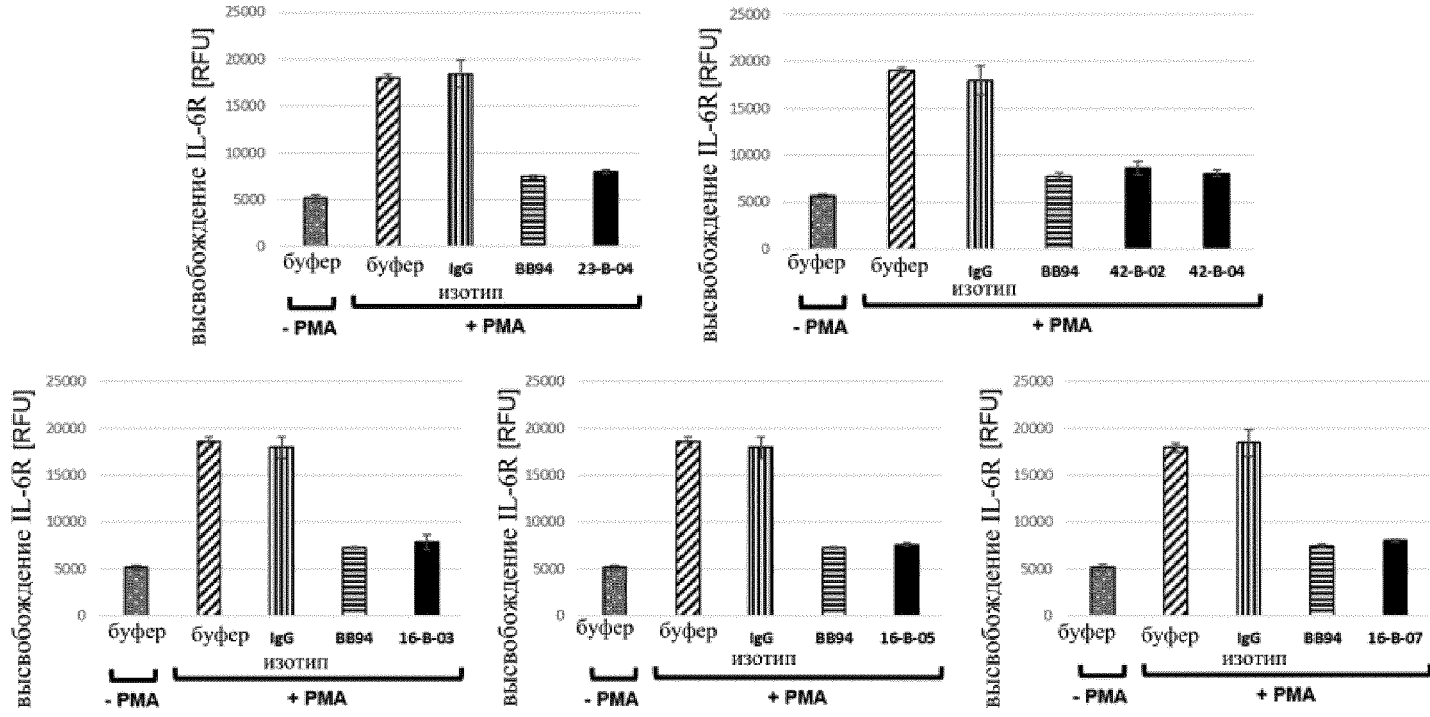 высвобождение IL-6R [RFU]
25000
20000
15000
10000
5000
0
буфер буфер IgG BB94 23-B-04
изотип
- PMA + PMA
высвобождение IL-6R [RFU]
25000
20000
15000
10000
5000
0
буфер буфер IgG BB94 42-B-02 42-B-04
изотип
- PMA + PMA
высвобождение IL-6R [RFU]
25000
20000
15000
10000
5000
0
буфер буфер IgG BB94 16-B-03
изотип
- PMA + PMA
высвобождение IL-6R [RFU]
25000
20000
15000
10000
5000
0
буфер буфер IgG BB94 16-B-05
изотип
- PMA + PMA
высвобождение IL-6R [RFU]
25000
20000
15000
10000
5000
0
буфер буфер IgG BB94 16-B-07
изотип
- PMA + PMA